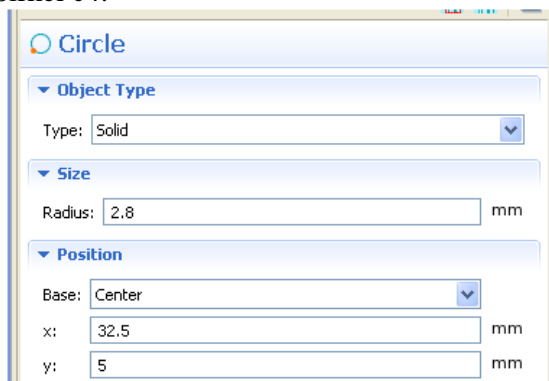 Circle
Object Type
Type: Solid
Size
Radius: 2.8 mm
Position
Base: Center
x: 32.5 mm
y: 5 mm